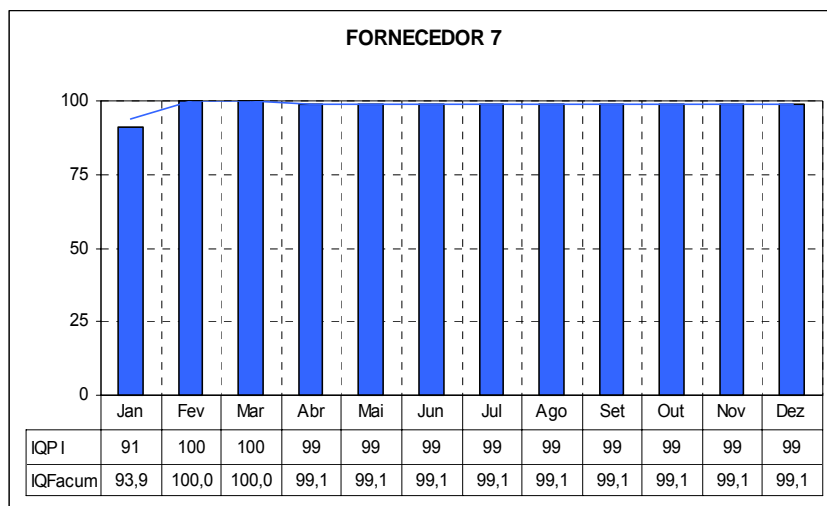 FORNECEDOR 7
100
75
50
25
0
Jan Fev Mar Abr Mai Jun Jul Ago Set Out Nov Dez
IQP I 91 100 100 99 99 99 99 99 99 99 99 99
IQFacum 93,9 100,0 100,0 99,1 99,1 99,1 99,1 99,1 99,1 99,1 99,1 99,1